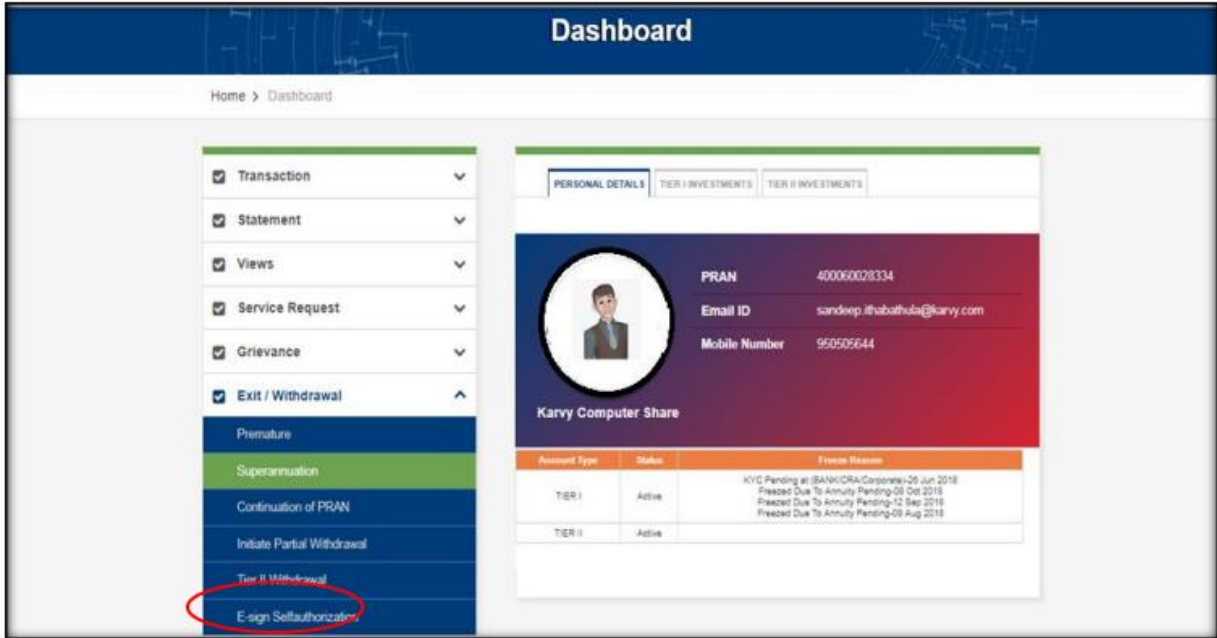 Dashboard
Home > Dashboard
Transaction
Statement
Views
Service Request
Grievance
Exit / Withdrawal
Premature
Superannuation
Continuation of PRAN
Initiate Partial Withdrawal
Tier II Withdrawal
E-sign Selfauthorization
PERSONAL DETAILS TIER I INVESTMENTS TIER II INVESTMENTS
PRAN 400060028334
Email ID sandeep.ithabathula@karvy.com
Mobile Number 950505644
Karvy Computer Share
Account Type Status Freeze Reason
TIER I Active
KYC Pending at (BANK/CRA/Corporate)-26 Jun 2018
Freezed Due To Annuity Pending-08 Oct 2018
Freezed Due To Annuity Pending-12 Sep 2018
Freezed Due To Annuity Pending-08 Aug 2018
TIER II Active